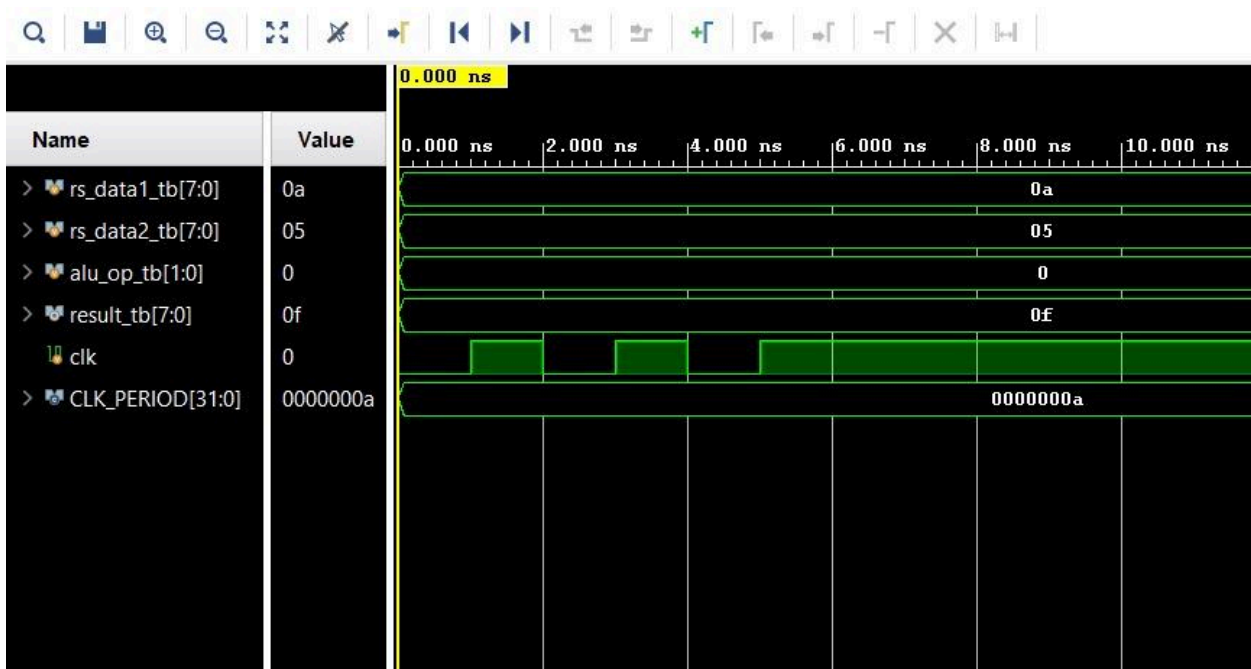 0.000 ns
Name Value 0.000 ns 2.000 ns 4.000 ns 6.000 ns 8.000 ns 10.000 ns
rs_data1_tb[7:0] 0a 0a
rs_data2_tb[7:0] 05 05
alu_op_tb[1:0] 0 0
result_tb[7:0] 0f 0f
clk 0
CLK_PERIOD[31:0] 0000000a 0000000a